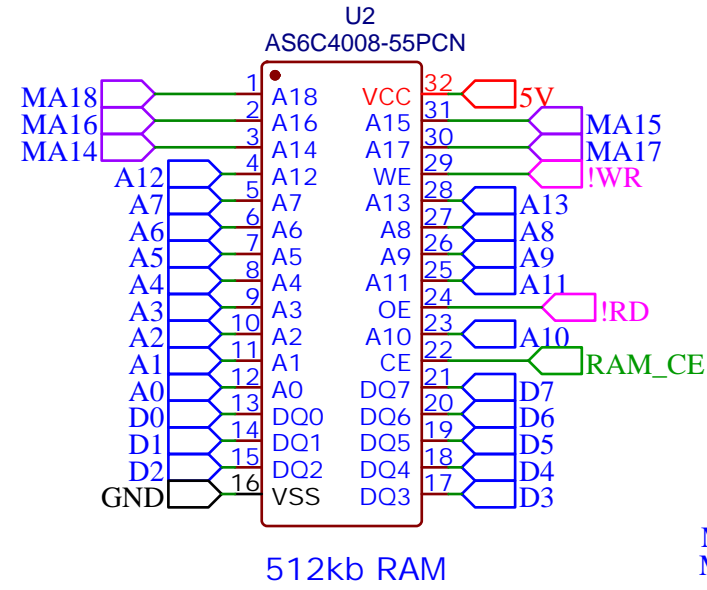 U2
AS6C4008-55PCN
MA18 1 A18 VCC 32 5V
MA16 2 A16 A15 31 MA15
MA14 3 A14 A17 30 MA17
A12 4 A12 WE 29 !WR
A7 5 A7 A13 28 A13
A6 6 A6 A8 27 A8
A5 7 A5 A9 26 A9
A4 8 A4 A11 25 A11
A3 9 A3 OE 24 !RD
A2 10 A2 A10 23 A10
A1 11 A1 CE 22 RAM_CE
A0 12 A0 DQ7 21 D7
D0 13 DQ0 DQ6 20 D6
D1 14 DQ1 DQ5 19 D5
D2 15 DQ2 DQ4 18 D4
GND 16 VSS DQ3 17 D3
512kb RAM